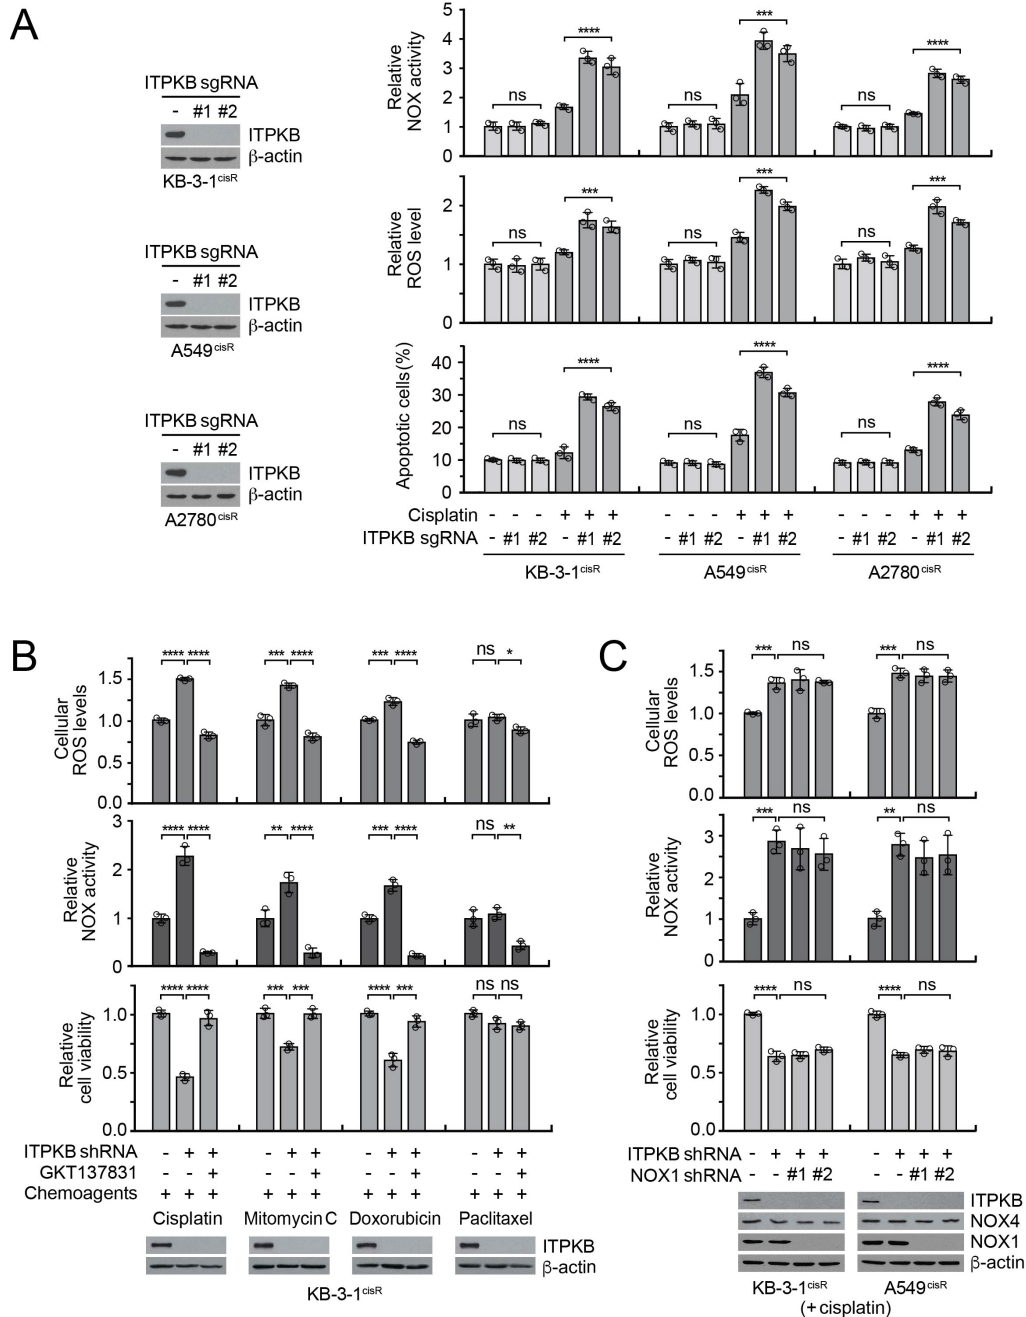 A
ITPKB sgRNA
- #1 #2
ITPKB
β-actin
KB-3-1cisR
ITPKB sgRNA
- #1 #2
ITPKB
β-actin
A549cisR
ITPKB sgRNA
- #1 #2
ITPKB
β-actin
A2780cisR
Relative
NOX activity
5
4
3
2
1
0
ns **** ns *** ns ****
Relative
ROS level
2
1
0
ns *** ns *** ns ***
Apoptotic cells (%)
40
30
20
10
0
ns **** ns **** ns ****
Cisplatin - - - + + + - - - + + + - - - + + +
ITPKB sgRNA - #1 #2 - #1 #2 - #1 #2 - #1 #2 - #1 #2 - #1 #2
KB-3-1cisR A549cisR A2780cisR
B
Cellular
ROS levels
1.5
1.0
0.5
0.0
**** **** *** **** *** **** ns *
Relative
NOX activity
3
2
1
0
**** **** ** **** *** **** ns **
Relative
cell viability
1.0
0.5
0.0
**** **** *** *** **** *** ns ns
ITPKB shRNA - + + - + + - + + - + +
GKT137831 - - + - - + - - + - - +
Chemoagents + + + + + + + + + + + +
Cisplatin Mitomycin C Doxorubicin Paclitaxel
ITPKB
β-actin
KB-3-1cisR
C
Cellular
ROS levels
1.5
1.0
0.5
0.0
*** ns *** ns
Relative
NOX activity
3
2
1
0
*** ns ** ns
Relative
cell viability
1.0
0.5
0.0
**** ns **** ns
ITPKB shRNA - + + + - + + +
NOX1 shRNA - - #1 #2 - - #1 #2
ITPKB
NOX4
NOX1
β-actin
KB-3-1cisR A549cisR
(+ cisplatin)